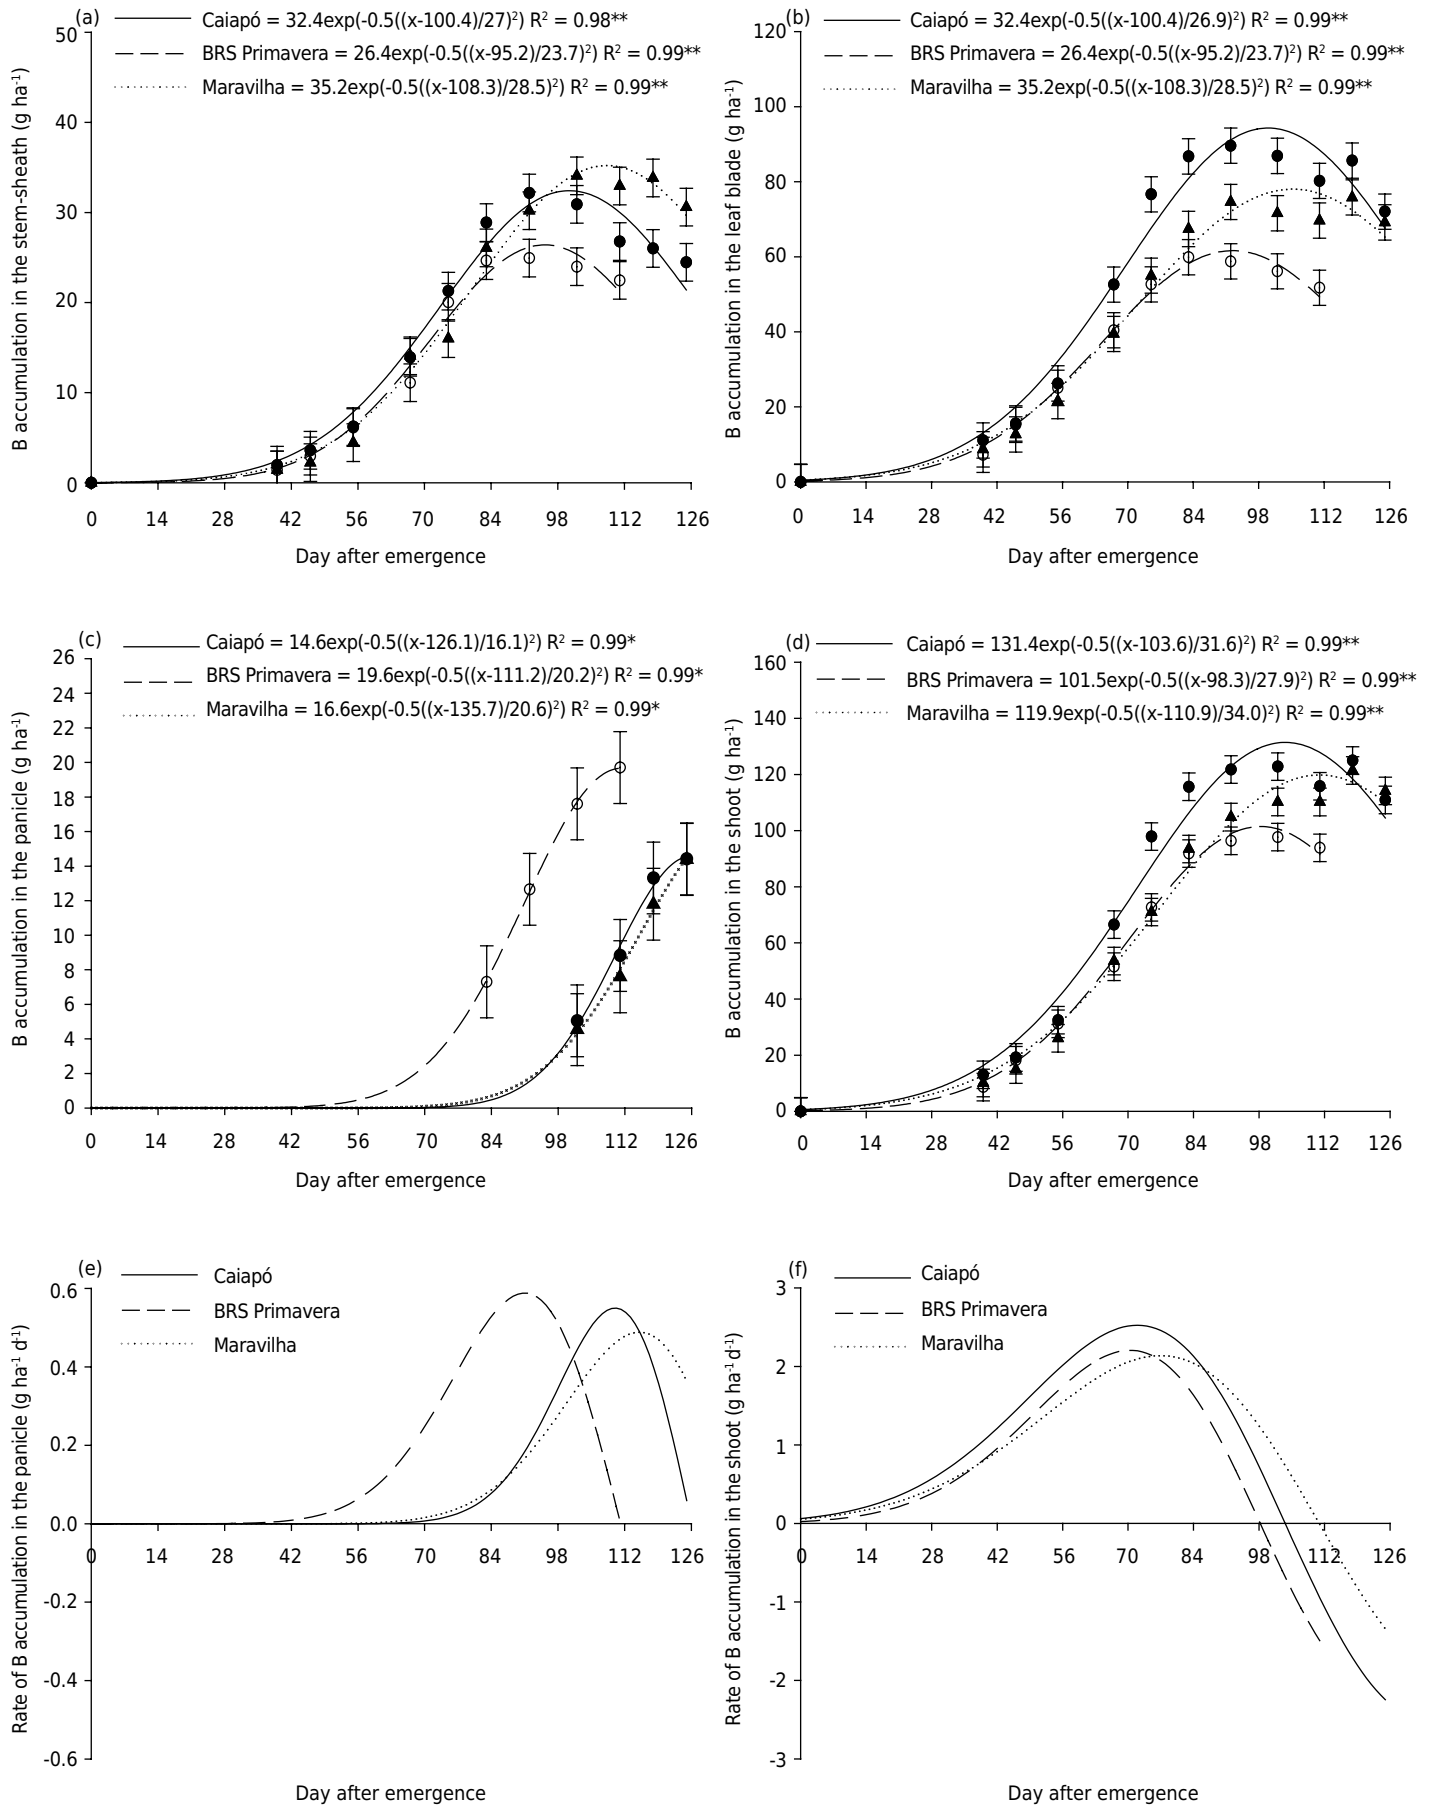 (a)
Caiapó = 32.4exp(-0.5((x-100.4)/27)²) R² = 0.98**
BRS Primavera = 26.4exp(-0.5((x-95.2)/23.7)²) R² = 0.99**
Maravilha = 35.2exp(-0.5((x-108.3)/28.5)²) R² = 0.99**
B accumulation in the stem-sheath (g ha⁻¹)
50
40
30
20
10
0
0 14 28 42 56 70 84 98 112 126
Day after emergence
(b)
Caiapó = 32.4exp(-0.5((x-100.4)/26.9)²) R² = 0.99**
BRS Primavera = 26.4exp(-0.5((x-95.2)/23.7)²) R² = 0.99**
Maravilha = 35.2exp(-0.5((x-108.3)/28.5)²) R² = 0.99**
B accumulation in the leaf blade (g ha⁻¹)
120
100
80
60
40
20
0
0 14 28 42 56 70 84 98 112 126
Day after emergence
(c)
Caiapó = 14.6exp(-0.5((x-126.1)/16.1)²) R² = 0.99*
BRS Primavera = 19.6exp(-0.5((x-111.2)/20.2)²) R² = 0.99*
Maravilha = 16.6exp(-0.5((x-135.7)/20.6)²) R² = 0.99*
B accumulation in the panicle (g ha⁻¹)
26
24
22
20
18
16
14
12
10
8
6
4
2
0
0 14 28 42 56 70 84 98 112 126
Day after emergence
(d)
Caiapó = 131.4exp(-0.5((x-103.6)/31.6)²) R² = 0.99**
BRS Primavera = 101.5exp(-0.5((x-98.3)/27.9)²) R² = 0.99**
Maravilha = 119.9exp(-0.5((x-110.9)/34.0)²) R² = 0.99**
B accumulation in the shoot (g ha⁻¹)
160
140
120
100
80
60
40
20
0
0 14 28 42 56 70 84 98 112 126
Day after emergence
(e)
Caiapó
BRS Primavera
Maravilha
Rate of B accumulation in the panicle (g ha⁻¹ d⁻¹)
0.6
0.4
0.2
0.0
0 14 28 42 56 70 84 98 112 126
-0.2
-0.4
-0.6
Day after emergence
(f)
Caiapó
BRS Primavera
Maravilha
Rate of B accumulation in the shoot (g ha⁻¹ d⁻¹)
3
2
1
0
0 14 28 42 56 70 84 98 112 126
-1
-2
-3
Day after emergence